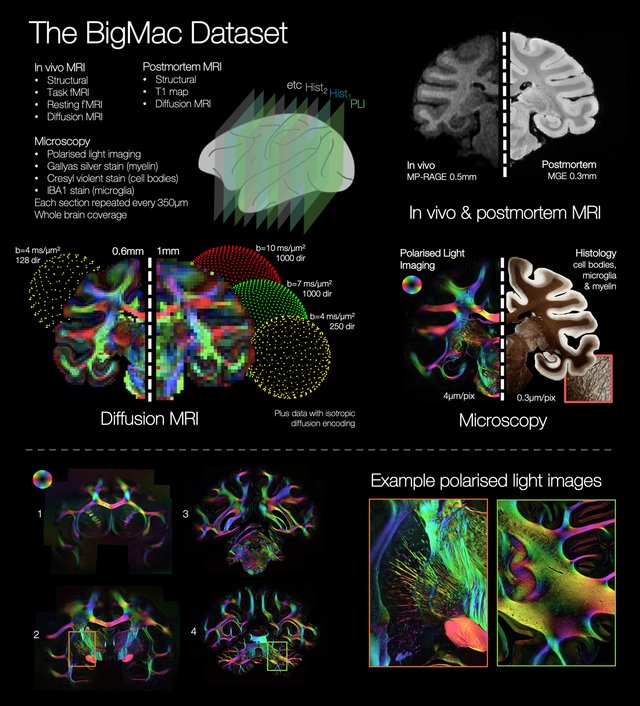 The BigMac Dataset
In vivo MRI
• Structural
• Task fMRI
• Resting fMRI
• Diffusion MRI
Postmortem MRI
• Structural
• T1 map
• Diffusion MRI
Microscopy
• Polarised light imaging
• Gallyas silver stain (myelin)
• Cresyl violent stain (cell bodies)
• IBA1 stain (microglia)
Each section repeated every 350µm
Whole brain coverage
etc Hist2 Hist1 PLI
In vivo
MP-RAGE 0.5mm
Postmortem
MGE 0.3mm
In vivo & postmortem MRI
b=4 ms/µm²
128 dir
0.6mm
1mm
b=10 ms/µm²
1000 dir
b=7 ms/µm²
1000 dir
b=4 ms/µm²
250 dir
Diffusion MRI
Plus data with isotropic
diffusion encoding
Polarised Light
Imaging
Histology
cell bodies,
microglia
& myelin
4µm/pix
0.3µm/pix
Microscopy
1
3
2
4
Example polarised light images